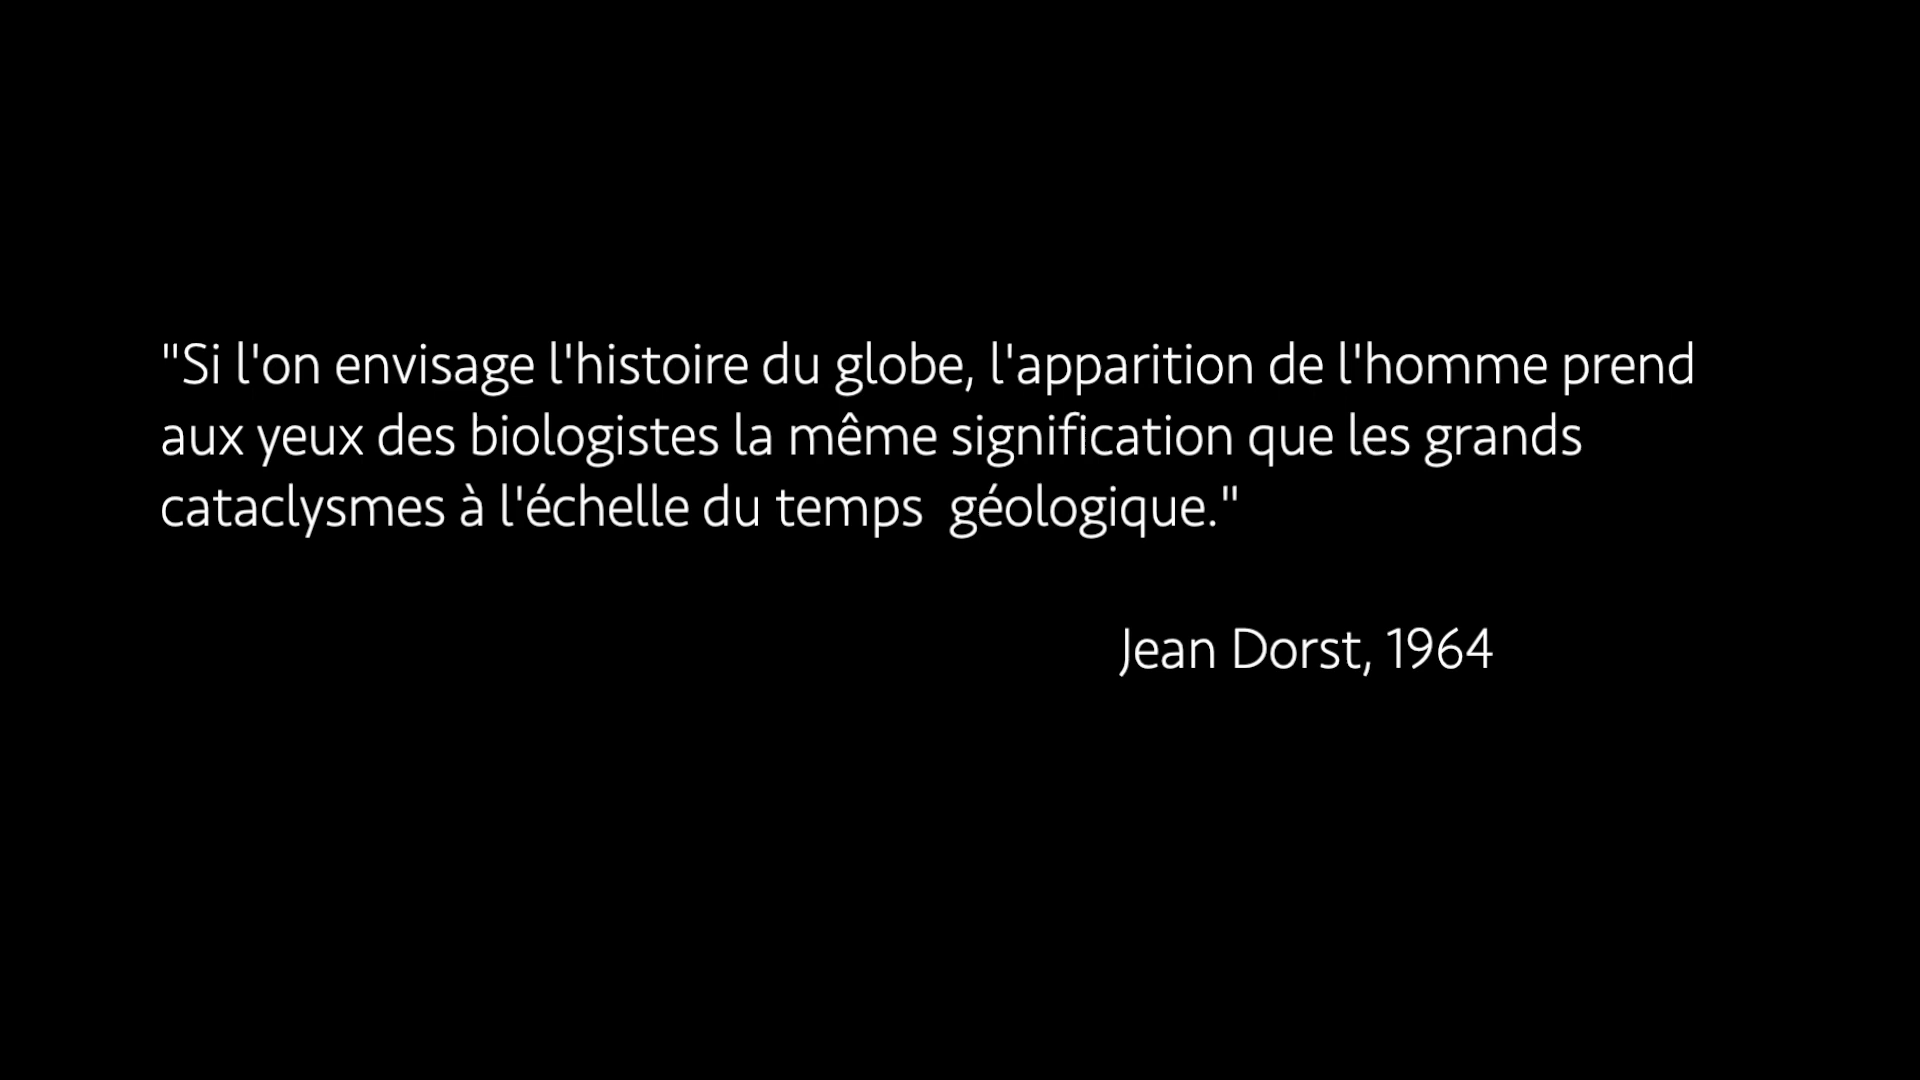 "Si l'on envisage l'histoire du globe, l'apparition de l'homme prend
aux yeux des biologistes la même signification que les grands
cataclysmes à l'échelle du temps  géologique."
Jean Dorst, 1964